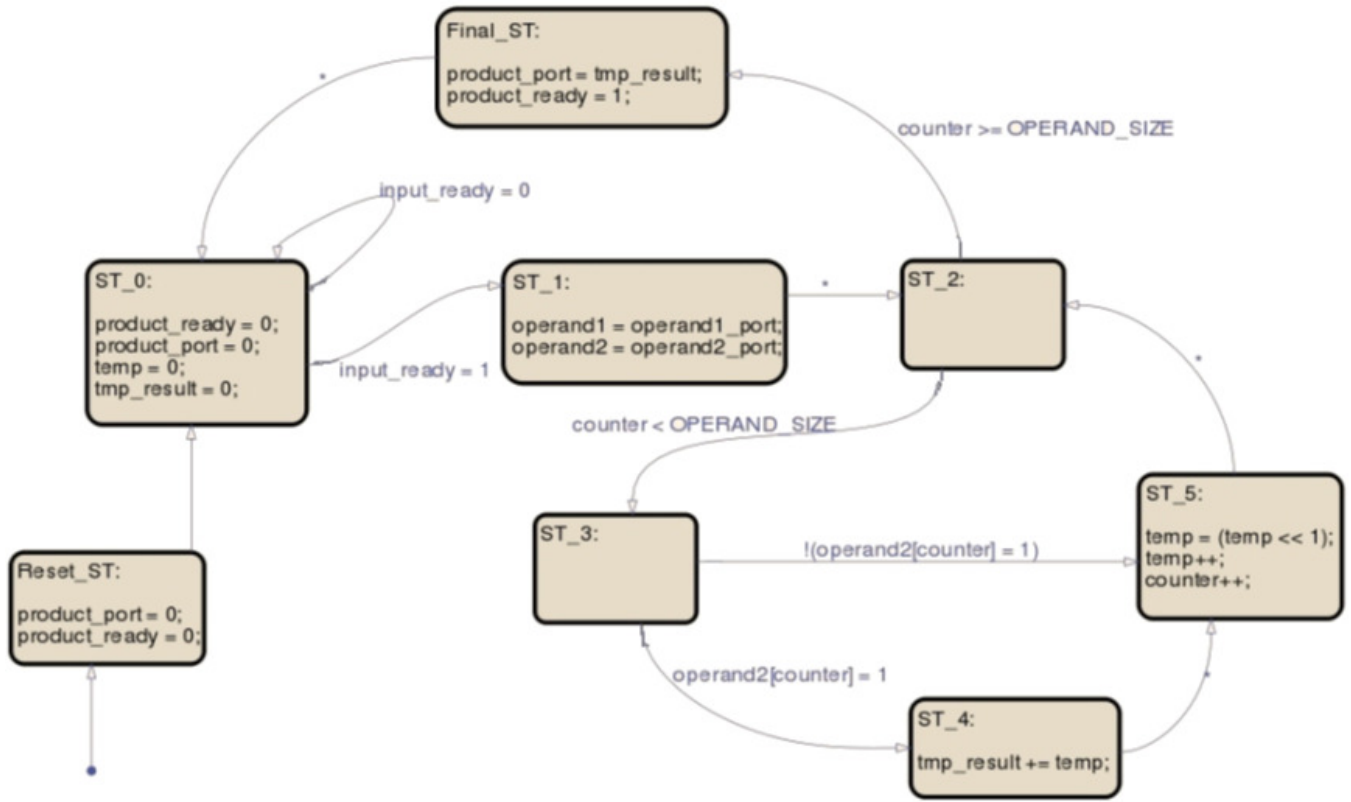 Final_ST:
product_port = tmp_result;
product_ready = 1;
*
counter >= OPERAND_SIZE
input_ready = 0
ST_0:
product_ready = 0;
product_port = 0;
temp = 0;
tmp_result = 0;
input_ready = 1
ST_1:
operand1 = operand1_port;
operand2 = operand2_port;
*
ST_2:
*
counter < OPERAND_SIZE
ST_3:
!(operand2[counter] = 1)
ST_5:
temp = (temp << 1);
temp++;
counter++;
Reset_ST:
product_port = 0;
product_ready = 0;
operand2[counter] = 1
*
ST_4:
tmp_result += temp;